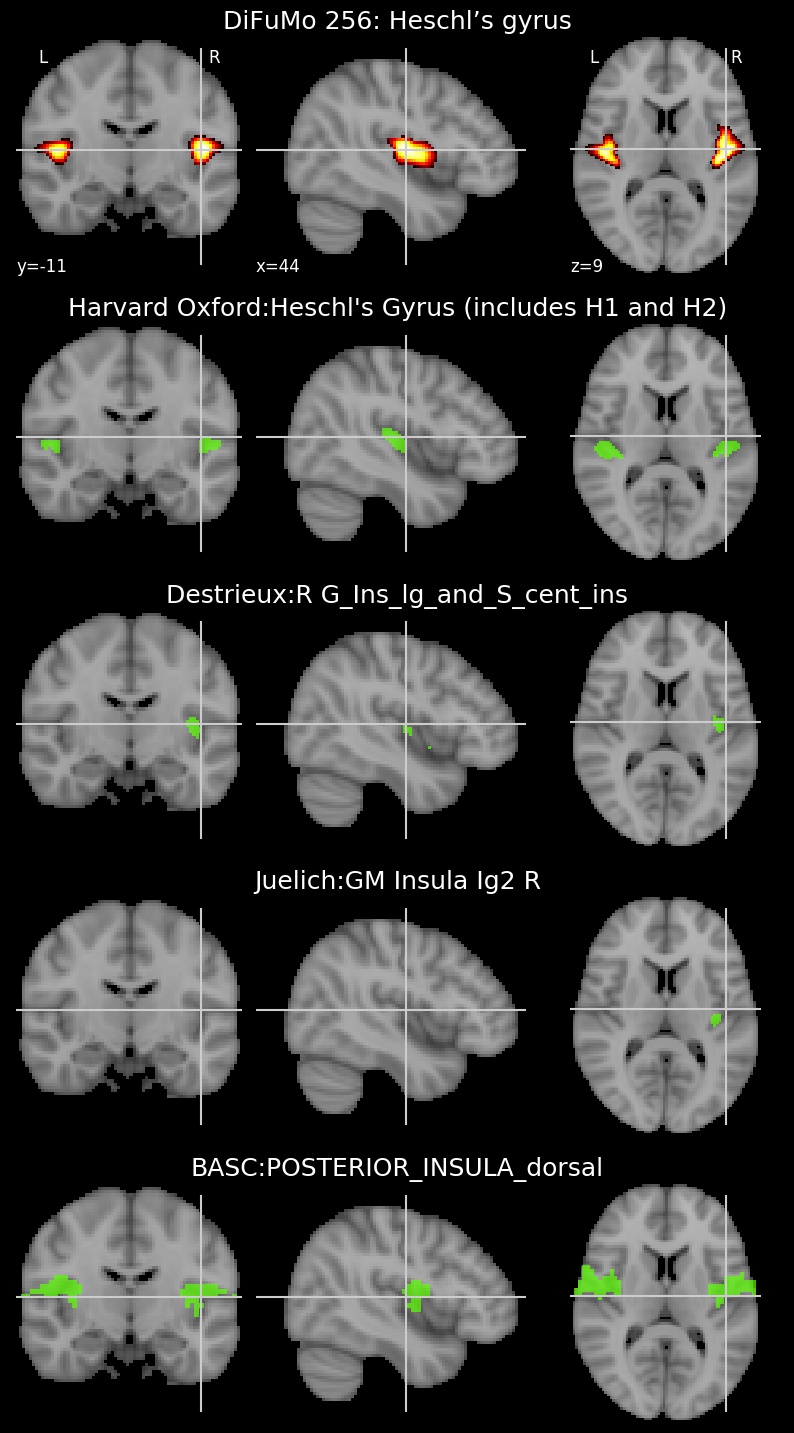 DiFuMo 256: Heschl’s gyrus
L R L R
y=-11 x=44 z=9
Harvard Oxford:Heschl's Gyrus (includes H1 and H2)
Destrieux:R G_Ins_lg_and_S_cent_ins
Juelich:GM Insula Ig2 R
BASC:POSTERIOR_INSULA_dorsal